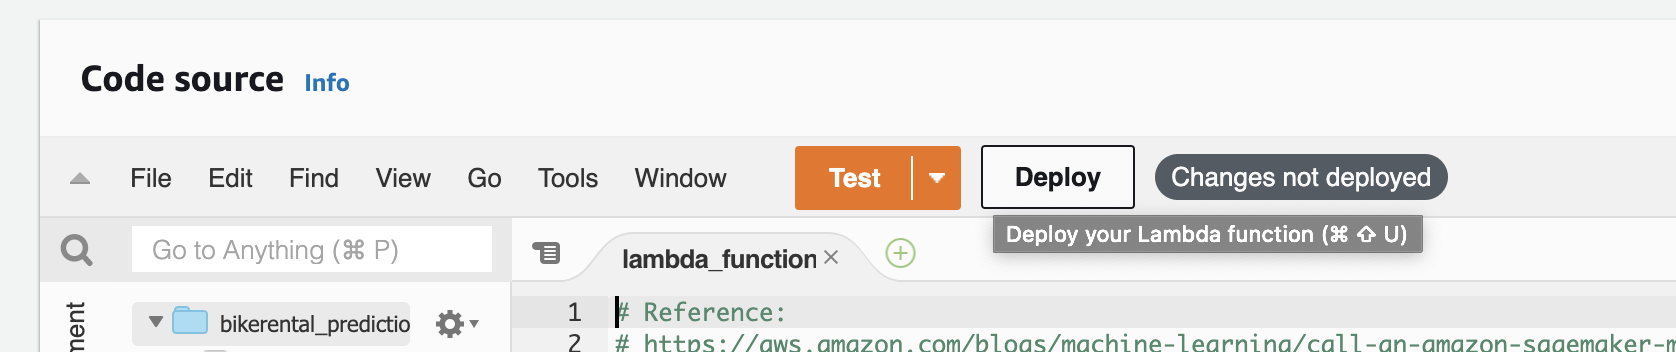 Code source Info
File Edit Find View Go Tools Window Test Deploy Changes not deployed
Deploy your Lambda function (⌘ ⇧ U)
Go to Anything (⌘ P)
lambda_function ×
bikerental_predictio
1 # Reference:
2 # https://aws.amazon.com/blogs/machine-learning/call-an-amazon-sagemaker-m